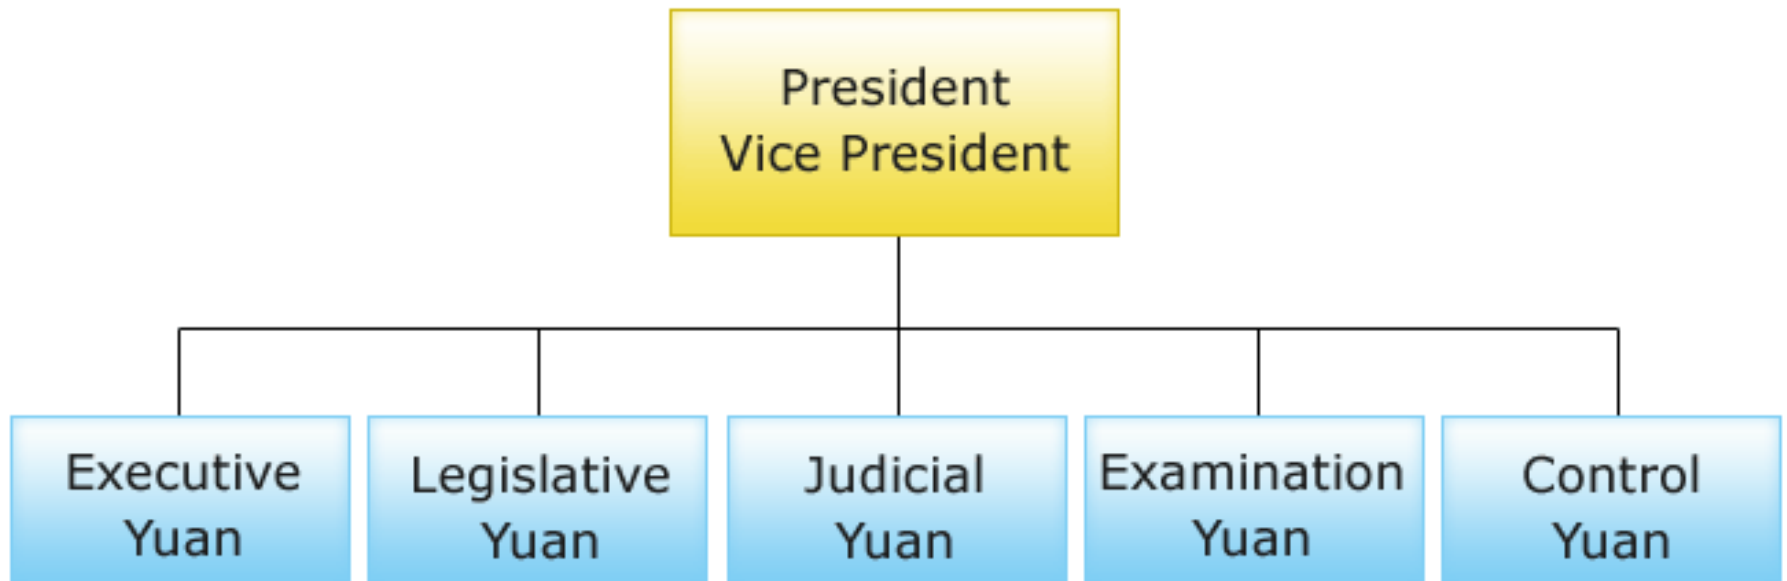 President
Vice President
Executive
Yuan
Legislative
Yuan
Judicial
Yuan
Examination
Yuan
Control
Yuan